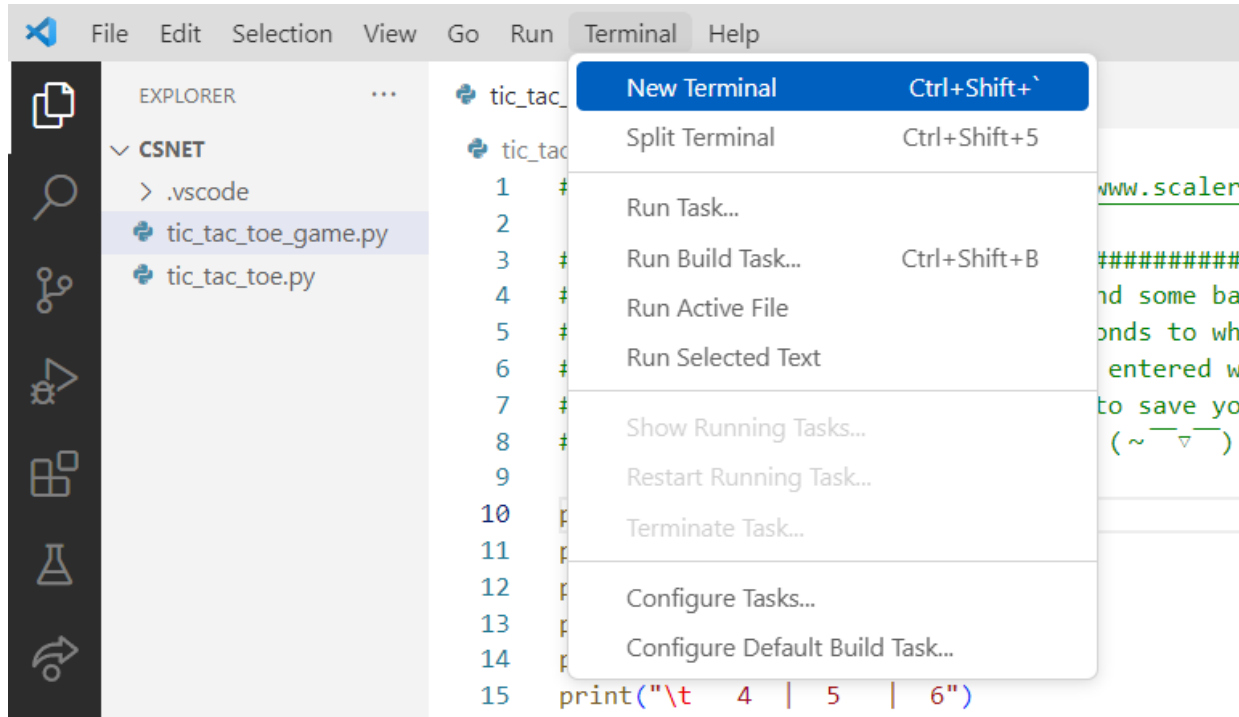 File Edit Selection View Go Run Terminal Help
EXPLORER ...
CSNET
.vscode
tic_tac_toe_game.py
tic_tac_toe.py
tic_tac_
tic_tac
New Terminal Ctrl+Shift+`
Split Terminal Ctrl+Shift+5
Run Task...
Run Build Task... Ctrl+Shift+B
Run Active File
Run Selected Text
Show Running Tasks...
Restart Running Task...
Terminate Task...
Configure Tasks...
Configure Default Build Task...
1 # www.scaler
2
3 # ###########
4 # nd some ba
5 # onds to wh
6 # entered w
7 # to save yo
8 # (~‾▿‾)
9
10 p
11 p
12 p
13 p
14 p
15 print("\t 4 | 5 | 6")